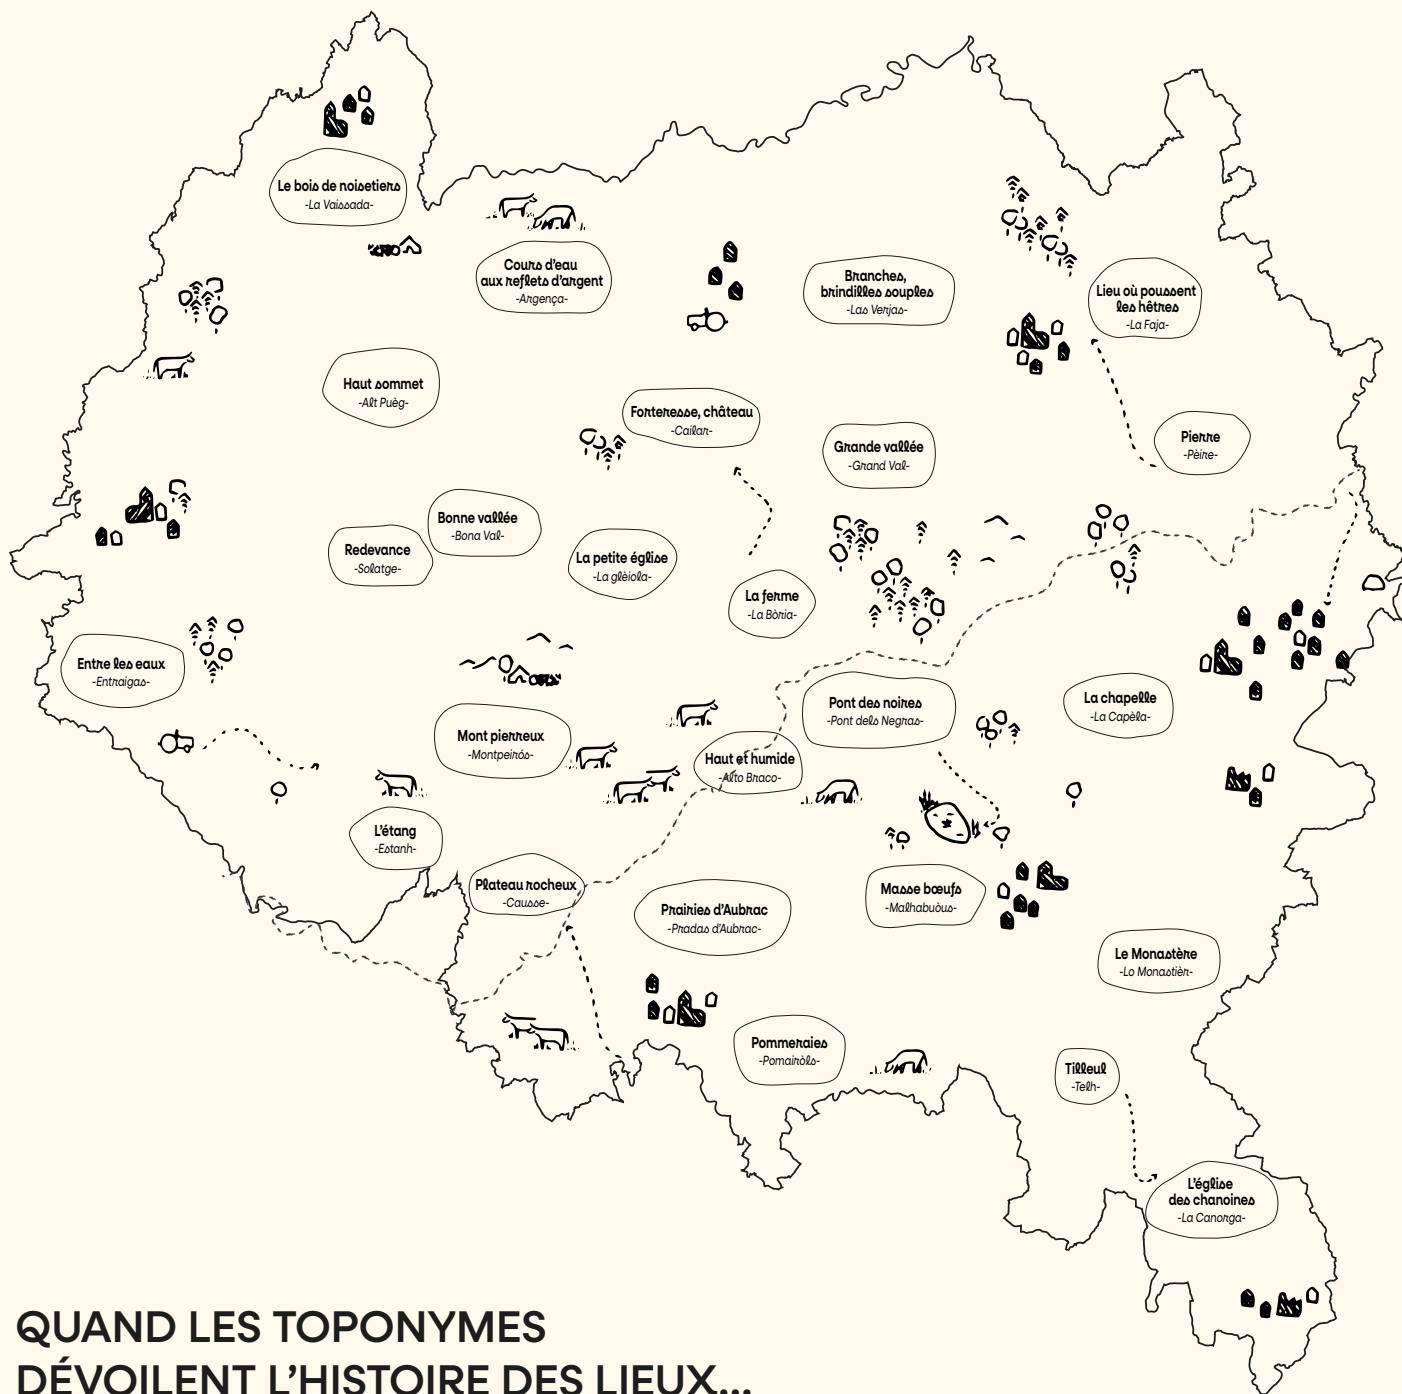 Le bois de noisetiers
-La Vaissada-
Cours d'eau
aux reflets d'argent
-Argença-
Branches,
brindilles souples
-Las Verjas-
Lieu où poussent
les hêtres
-La Faja-
Haut sommet
-Alt Puèg-
Forteresse, château
-Cailar-
Grande vallée
-Grand Val-
Pierre
-Pèire-
Bonne vallée
-Bona Val-
Redevance
-Solatge-
La petite église
-La glèiola-
La ferme
-La Bòria-
Entre les eaux
-Entraigas-
Pont des noires
-Pont dels Negras-
La chapelle
-La Capèla-
Mont pierreux
-Montpeirós-
Haut et humide
-Alto Braco-
L'étang
-Estanh-
Plateau rocheux
-Causse-
Prairies d'Aubrac
-Pradas d'Aubrac-
Masse bœufs
-Malhabuòus-
Le Monastère
-Lo Monastièr-
Pommeraies
-Pomairòls-
Tilleul
-Telh-
L'église
des chanoines
-La Canorga-
QUAND LES TOPONYMES
DÉVOILENT L'HISTOIRE DES LIEUX...